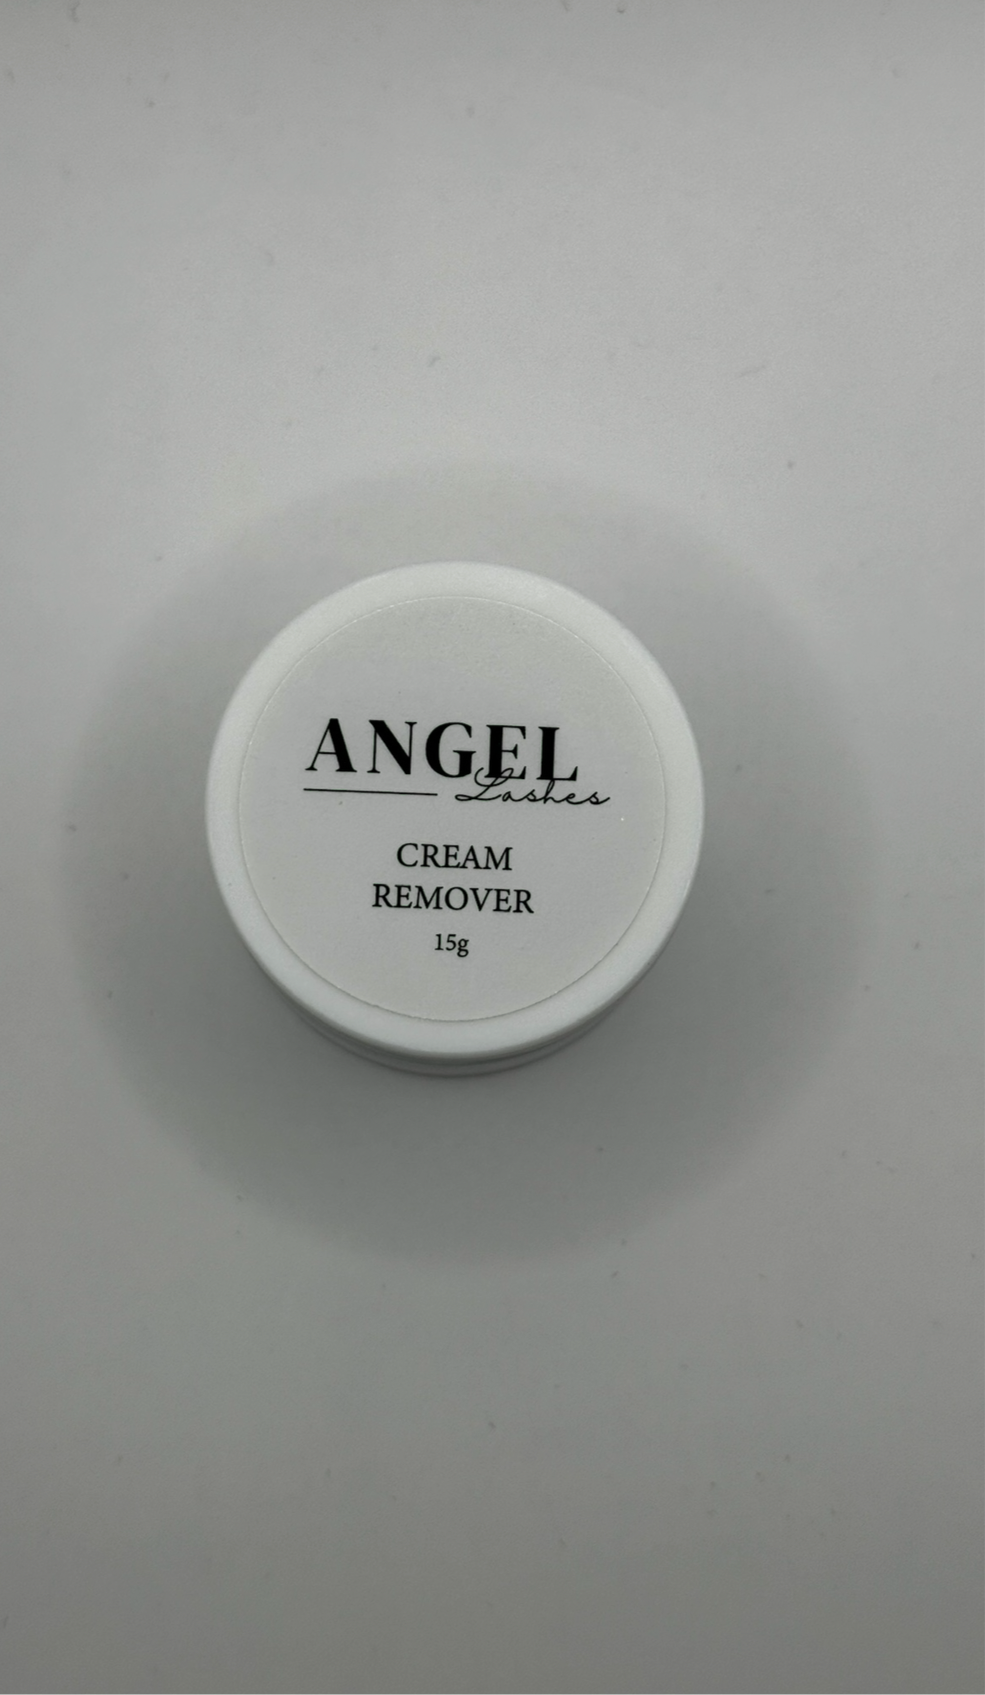 ANGEL
Lashes
CREAM
REMOVER
15g